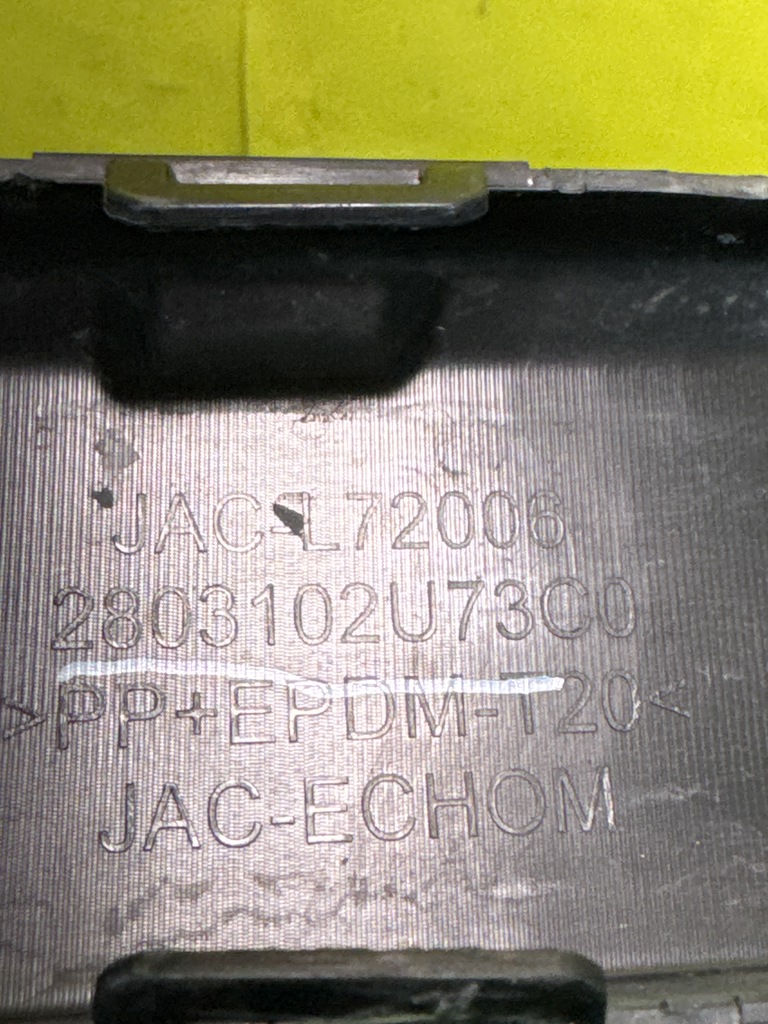 JAC-L72006
2803102U73C0
>PP+EPDM-T20<
JAC-ECHOM